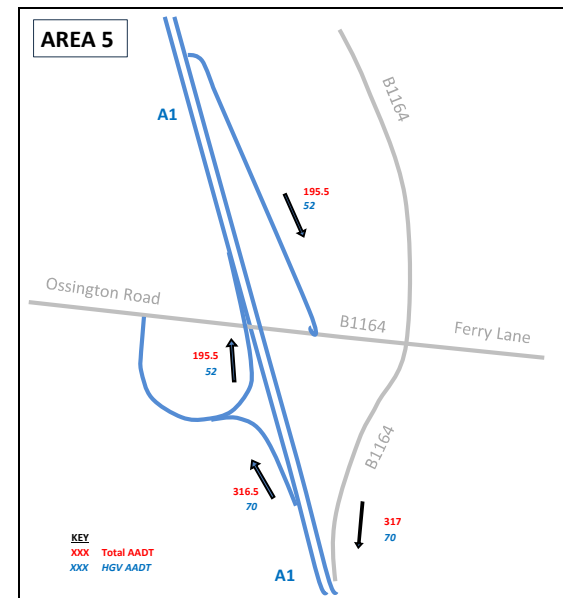 AREA 5
A1
B1164
195.5
52
Ossington Road
B1164
Ferry Lane
195.5
52
B1164
316.5
70
317
70
KEY
XXX Total AADT
XXX HGV AADT
A1